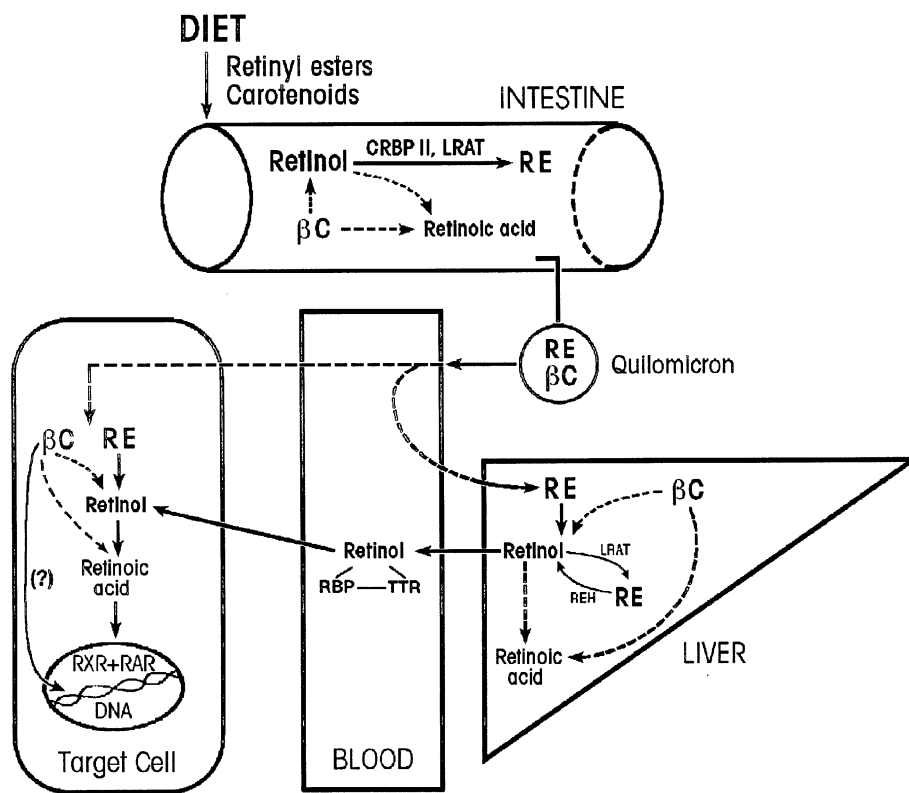 DIET
Retinyl esters
Carotenoids
INTESTINE
Retinol CRBP II, LRAT RE
βC Retinoic acid
RE
βC
Quilomicron
βC RE
Retinol
Retinoic
acid
(?)
RXR+RAR
DNA
Target Cell
Retinol
RBP TTR
BLOOD
RE βC
Retinol LRAT
REH RE
Retinoic
acid
LIVER